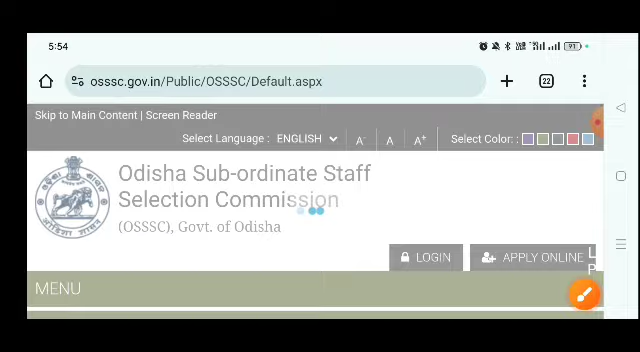 5:54
91
osssc.gov.in/Public/OSSSC/Default.aspx
22
Skip to Main Content | Screen Reader
Select Language : ENGLISH A- A A+ Select Color :
Odisha Sub-ordinate Staff
Selection Commission
(OSSSC), Govt. of Odisha
LOGIN APPLY ONLINE L
P
MENU